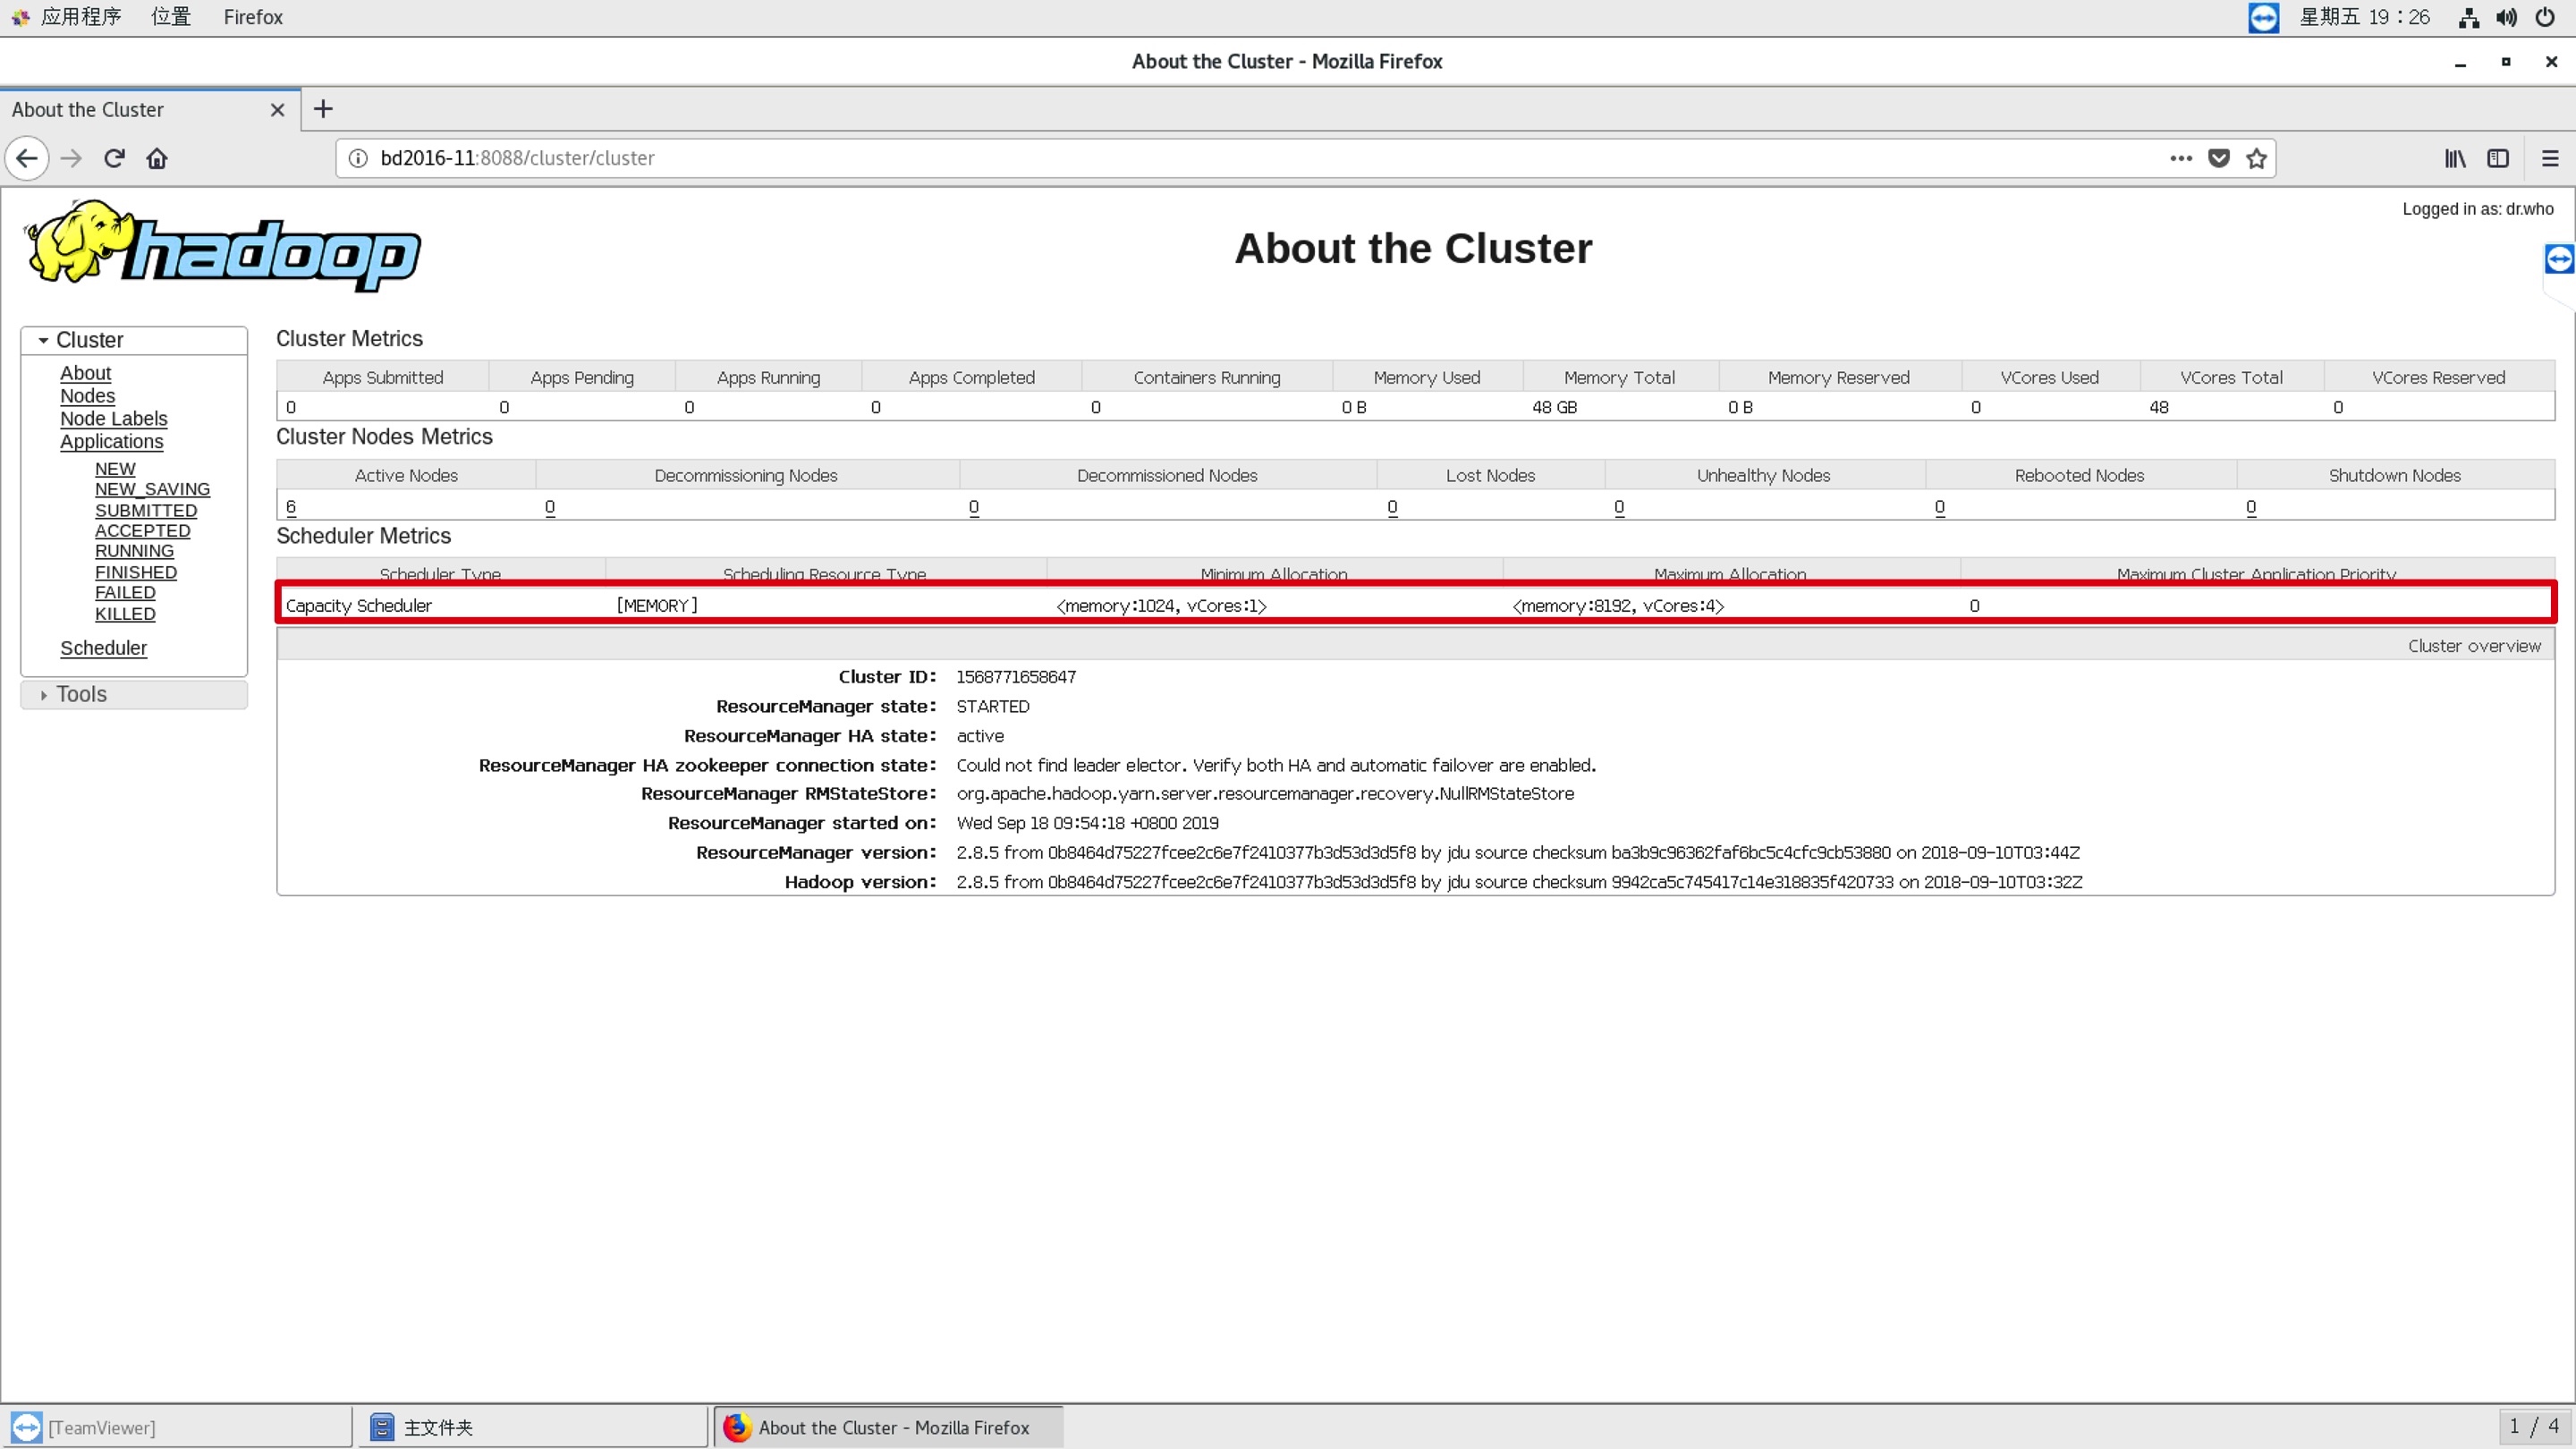 应用程序 位置 Firefox 星期五 19：26
About the Cluster - Mozilla Firefox
About the Cluster
bd2016-11:8088/cluster/cluster
Logged in as: dr.who
hadoop
About the Cluster
Cluster
About
Nodes
Node Labels
Applications
NEW
NEW_SAVING
SUBMITTED
ACCEPTED
RUNNING
FINISHED
FAILED
KILLED
Scheduler
Tools
Cluster Metrics
Apps Submitted Apps Pending Apps Running Apps Completed Containers Running Memory Used Memory Total Memory Reserved VCores Used VCores Total VCores Reserved
0 0 0 0 0 0 B 48 GB 0 B 0 48 0
Cluster Nodes Metrics
Active Nodes Decommissioning Nodes Decommissioned Nodes Lost Nodes Unhealthy Nodes Rebooted Nodes Shutdown Nodes
6 0 0 0 0 0 0
Scheduler Metrics
Scheduler Type Scheduling Resource Type Minimum Allocation Maximum Allocation Maximum Cluster Application Priority
Capacity Scheduler [MEMORY] <memory:1024, vCores:1> <memory:8192, vCores:4> 0
Cluster overview
Cluster ID: 1568771658647
ResourceManager state: STARTED
ResourceManager HA state: active
ResourceManager HA zookeeper connection state: Could not find leader elector. Verify both HA and automatic failover are enabled.
ResourceManager RMStateStore: org.apache.hadoop.yarn.server.resourcemanager.recovery.NullRMStateStore
ResourceManager started on: Wed Sep 18 09:54:18 +0800 2019
ResourceManager version: 2.8.5 from 0b8464d75227fcee2c6e7f2410377b3d53d3d5f8 by jdu source checksum ba3b9c96362faf6bc5c4cfc9cb53880 on 2018-09-10T03:44Z
Hadoop version: 2.8.5 from 0b8464d75227fcee2c6e7f2410377b3d53d3d5f8 by jdu source checksum 9942ca5c745417c14e318835f420733 on 2018-09-10T03:32Z
[TeamViewer] 主文件夹 About the Cluster - Mozilla Firefox 1 / 4